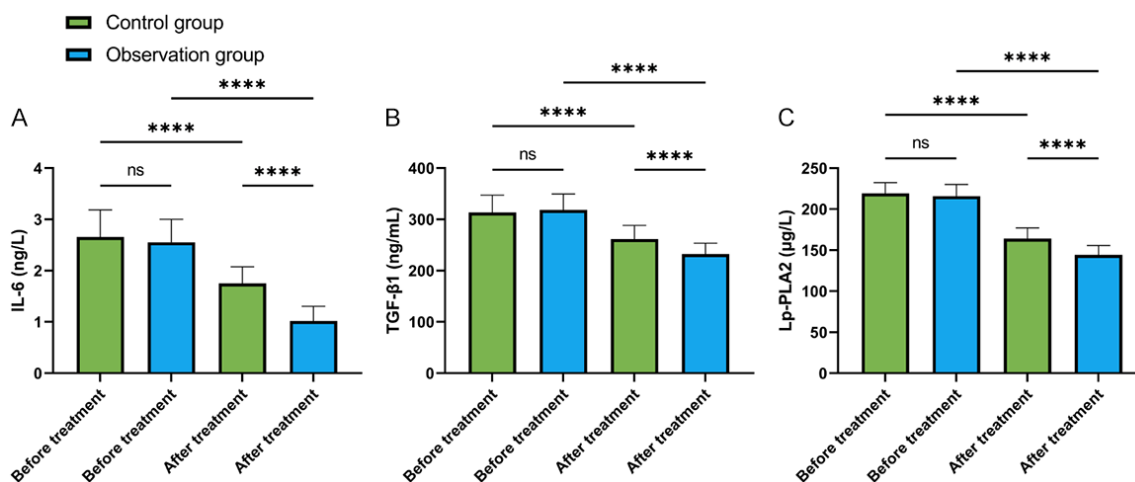 Control group
Observation group
A
****
****
ns
****
IL-6 (ng/L)
4
3
2
1
0
Before treatment
Before treatment
After treatment
After treatment
B
****
****
ns
****
TGF-β1 (ng/mL)
400
300
200
100
0
Before treatment
Before treatment
After treatment
After treatment
C
****
****
ns
****
Lp-PLA2 (μg/L)
250
200
150
100
50
0
Before treatment
Before treatment
After treatment
After treatment